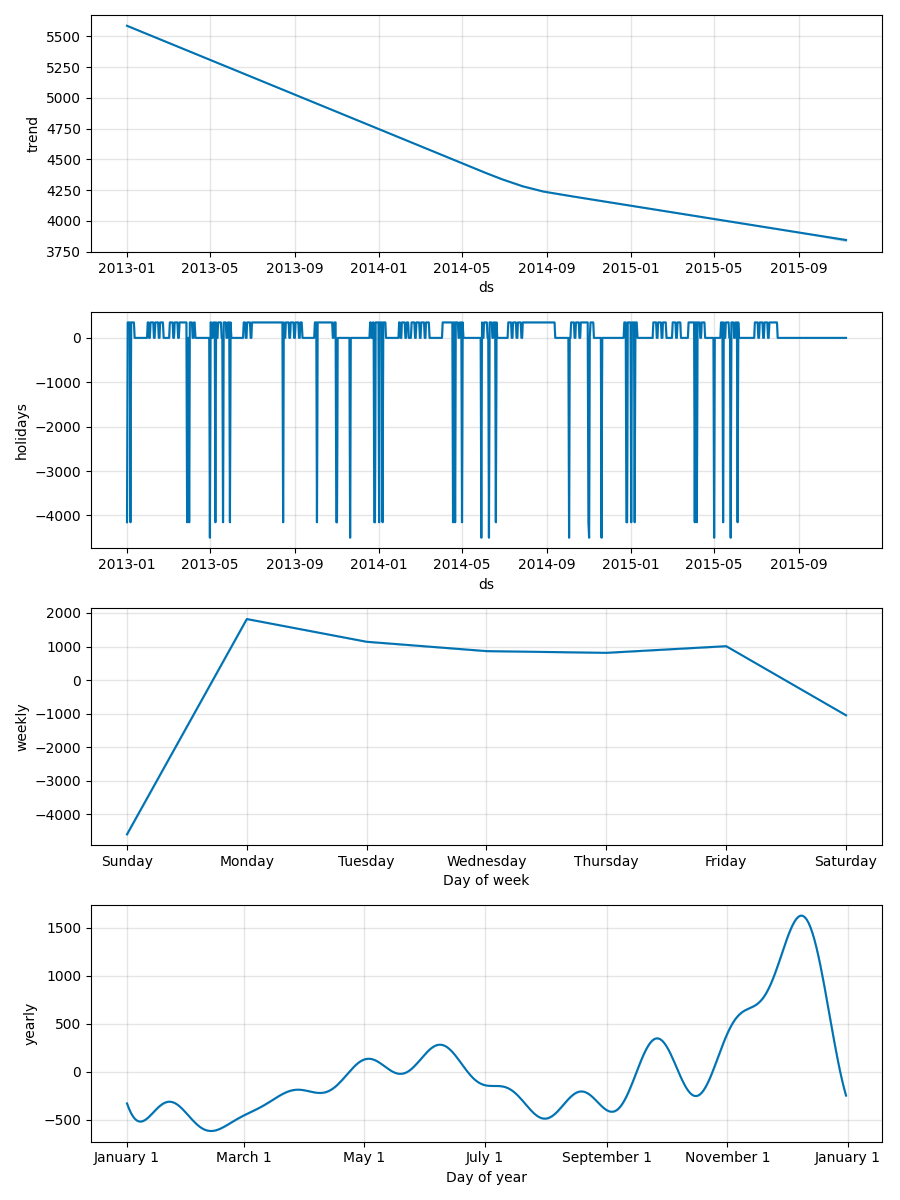 5500
5250
5000
4750
4500
4250
4000
3750
trend
2013-01 2013-05 2013-09 2014-01 2014-05 2014-09 2015-01 2015-05 2015-09
ds
0
−1000
−2000
−3000
−4000
holidays
2013-01 2013-05 2013-09 2014-01 2014-05 2014-09 2015-01 2015-05 2015-09
ds
2000
1000
0
−1000
−2000
−3000
−4000
weekly
Sunday Monday Tuesday Wednesday Thursday Friday Saturday
Day of week
1500
1000
500
0
−500
yearly
January 1 March 1 May 1 July 1 September 1 November 1 January 1
Day of year